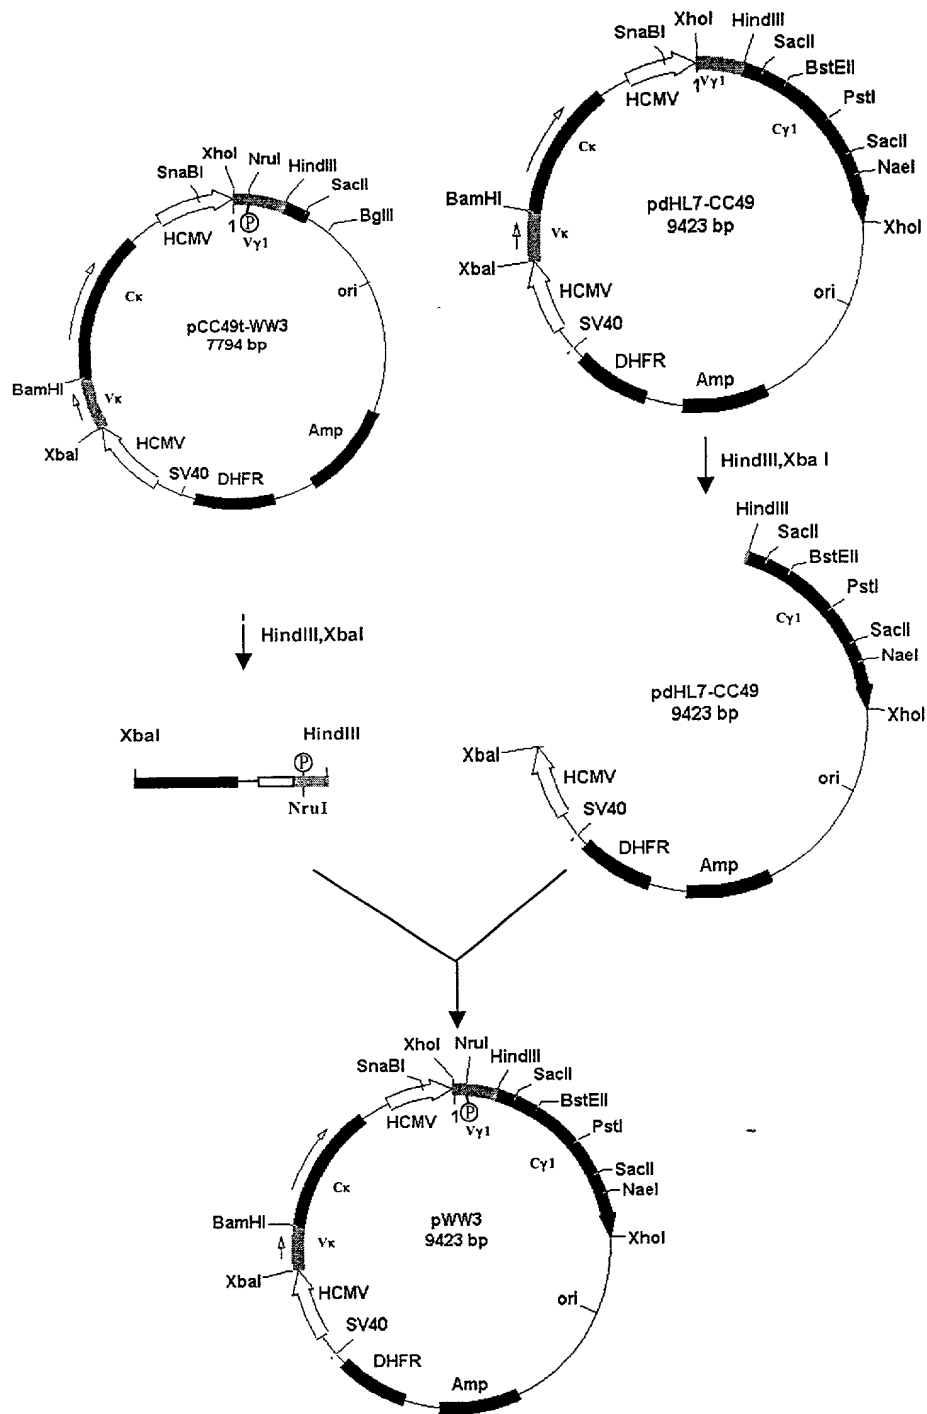 XhoI
HindIII
SnaBI
SacII
BstEII
HCMV
1
Vγ1
PstI
Cγ1
Cκ
SacII
NaeI
BamHI
pdHL7-CC49
9423 bp
XhoI
Vκ
XbaI
HCMV
ori
SV40
DHFR
Amp
XhoI
NruI
HindIII
SnaBI
SacII
BglII
HCMV
1
P
Vγ1
Cκ
ori
pCC49t-WW3
7794 bp
BamHI
Vκ
XbaI
HCMV
Amp
SV40
DHFR
HindIII,Xba I
HindIII
SacII
BstEII
PstI
Cγ1
SacII
NaeI
pdHL7-CC49
9423 bp
XhoI
XbaI
HCMV
ori
SV40
DHFR
Amp
HindIII,XbaI
XbaI
HindIII
P
NruI
XhoI
NruI
HindIII
SnaBI
SacII
BstEII
HCMV
1
P
Vγ1
PstI
Cγ1
Cκ
SacII
NaeI
BamHI
pWW3
9423 bp
XhoI
Vκ
XbaI
HCMV
ori
SV40
DHFR
Amp